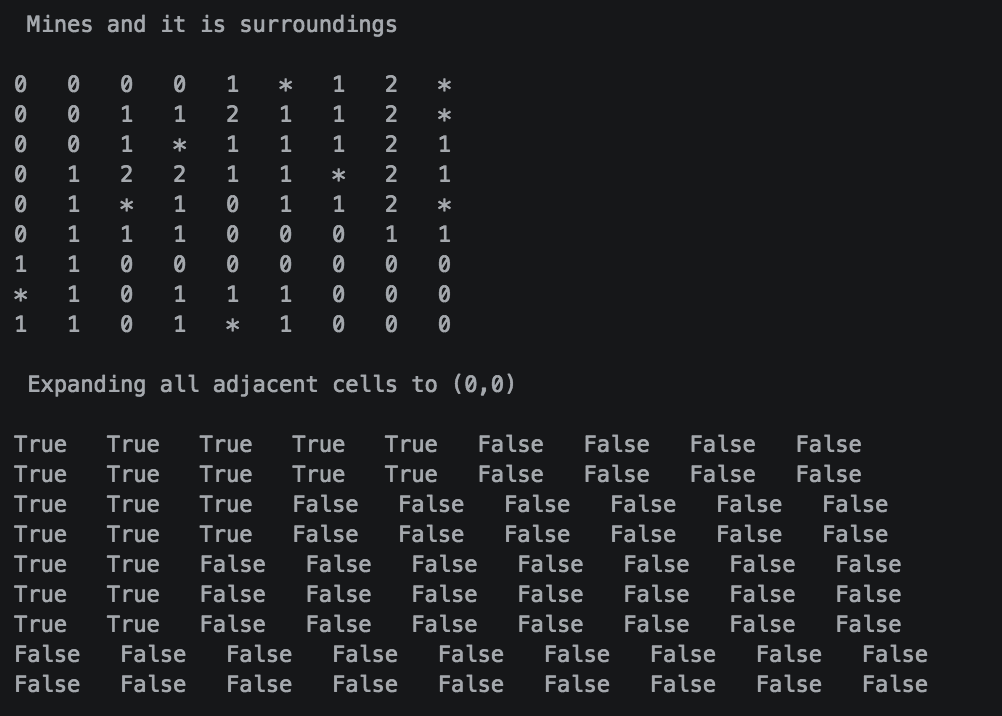 Mines and it is surroundings
0 0 0 0 1 * 1 2 *
0 0 1 1 2 1 1 2 *
0 0 1 * 1 1 1 2 1
0 1 2 2 1 1 * 2 1
0 1 * 1 0 1 1 2 *
0 1 1 1 0 0 0 1 1
1 1 0 0 0 0 0 0 0
* 1 0 1 1 1 0 0 0
1 1 0 1 * 1 0 0 0
Expanding all adjacent cells to (0,0)
True True True True True False False False False
True True True True True False False False False
True True True False False False False False False
True True True False False False False False False
True True False False False False False False False
True True False False False False False False False
True True False False False False False False False
False False False False False False False False False
False False False False False False False False False